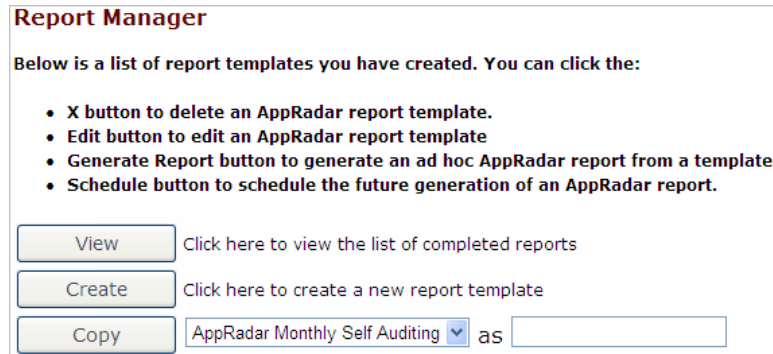 Report Manager
Below is a list of report templates you have created. You can click the:
• X button to delete an AppRadar report template.
• Edit button to edit an AppRadar report template
• Generate Report button to generate an ad hoc AppRadar report from a template
• Schedule button to schedule the future generation of an AppRadar report.
View Click here to view the list of completed reports
Create Click here to create a new report template
Copy AppRadar Monthly Self Auditing as